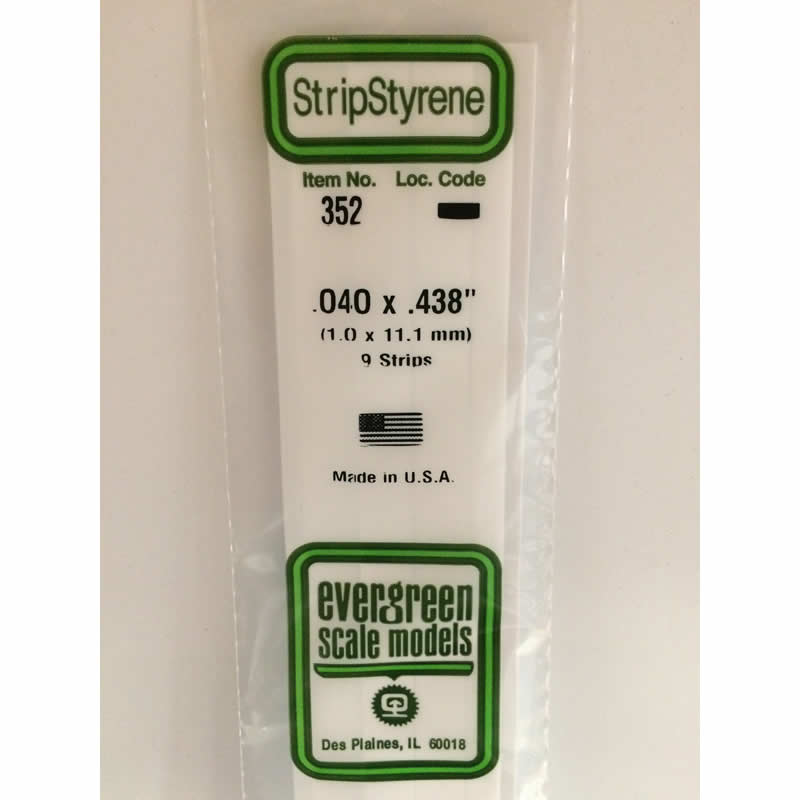 StripStyrene
Item No. Loc. Code
352
.040 x .438"
(1.0 x 11.1 mm)
9 Strips
Made in U.S.A.
evergreen
scale models
Des Plaines, IL 60018